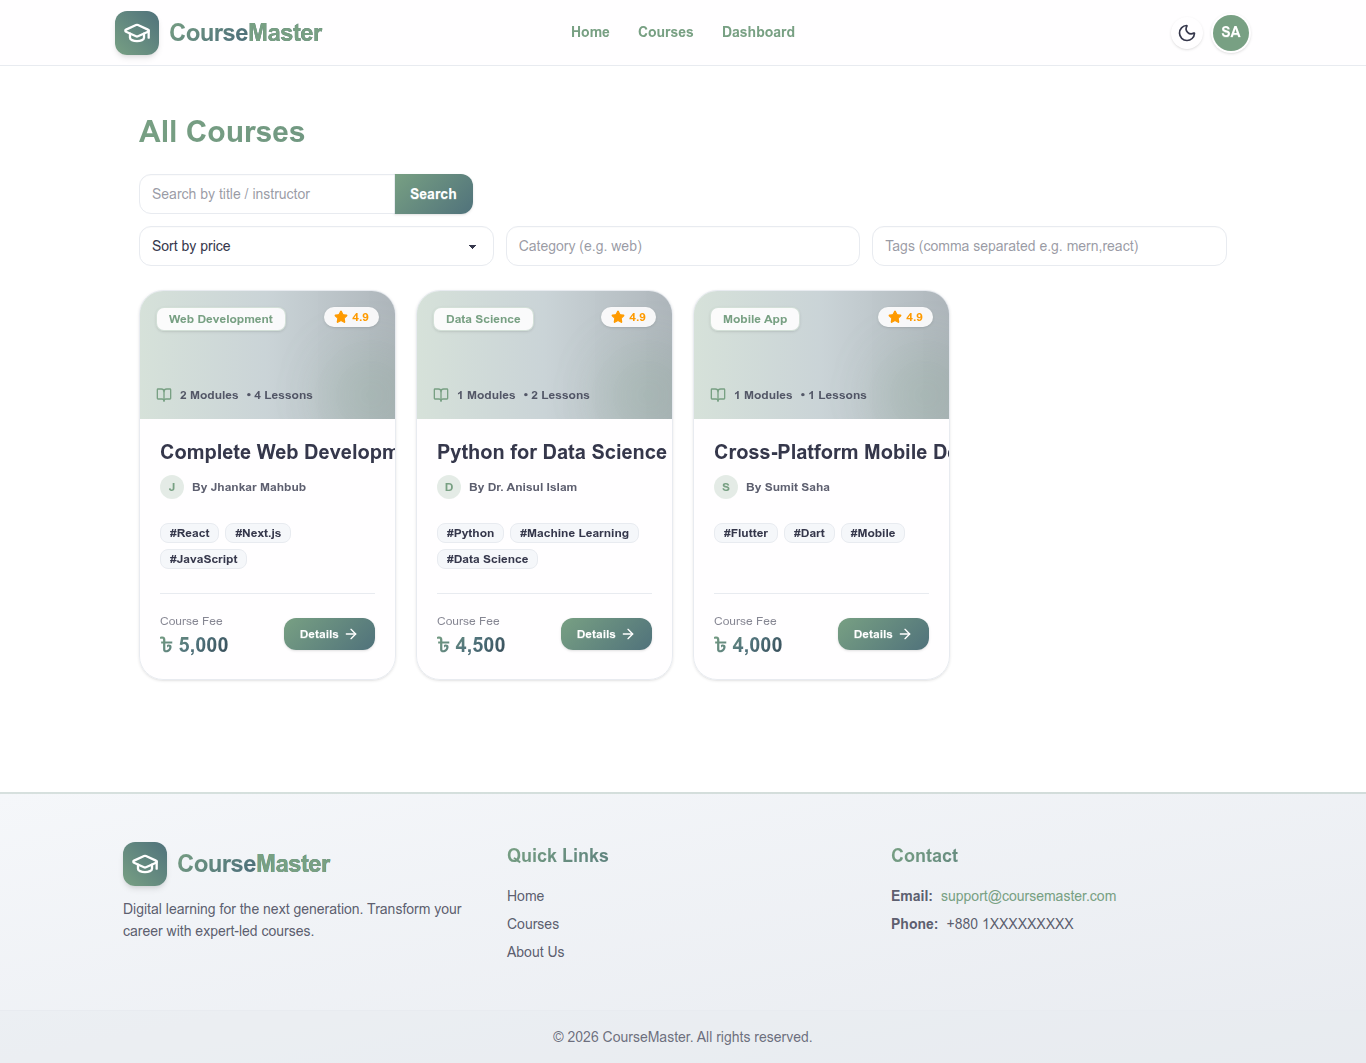 CourseMaster
Home Courses Dashboard
SA
All Courses
Search by title / instructor
Search
Sort by price
Category (e.g. web)
Tags (comma separated e.g. mern,react)
Web Development
4.9
2 Modules • 4 Lessons
Complete Web Developm
J
By Jhankar Mahbub
#React #Next.js
#JavaScript
Course Fee
৳ 5,000
Details
Data Science
4.9
1 Modules • 2 Lessons
Python for Data Science
D
By Dr. Anisul Islam
#Python #Machine Learning
#Data Science
Course Fee
৳ 4,500
Details
Mobile App
4.9
1 Modules • 1 Lessons
Cross-Platform Mobile De
S
By Sumit Saha
#Flutter #Dart #Mobile
Course Fee
৳ 4,000
Details
CourseMaster
Digital learning for the next generation. Transform your
career with expert-led courses.
Quick Links
Home
Courses
About Us
Contact
Email: support@coursemaster.com
Phone: +880 1XXXXXXXXX
© 2026 CourseMaster. All rights reserved.